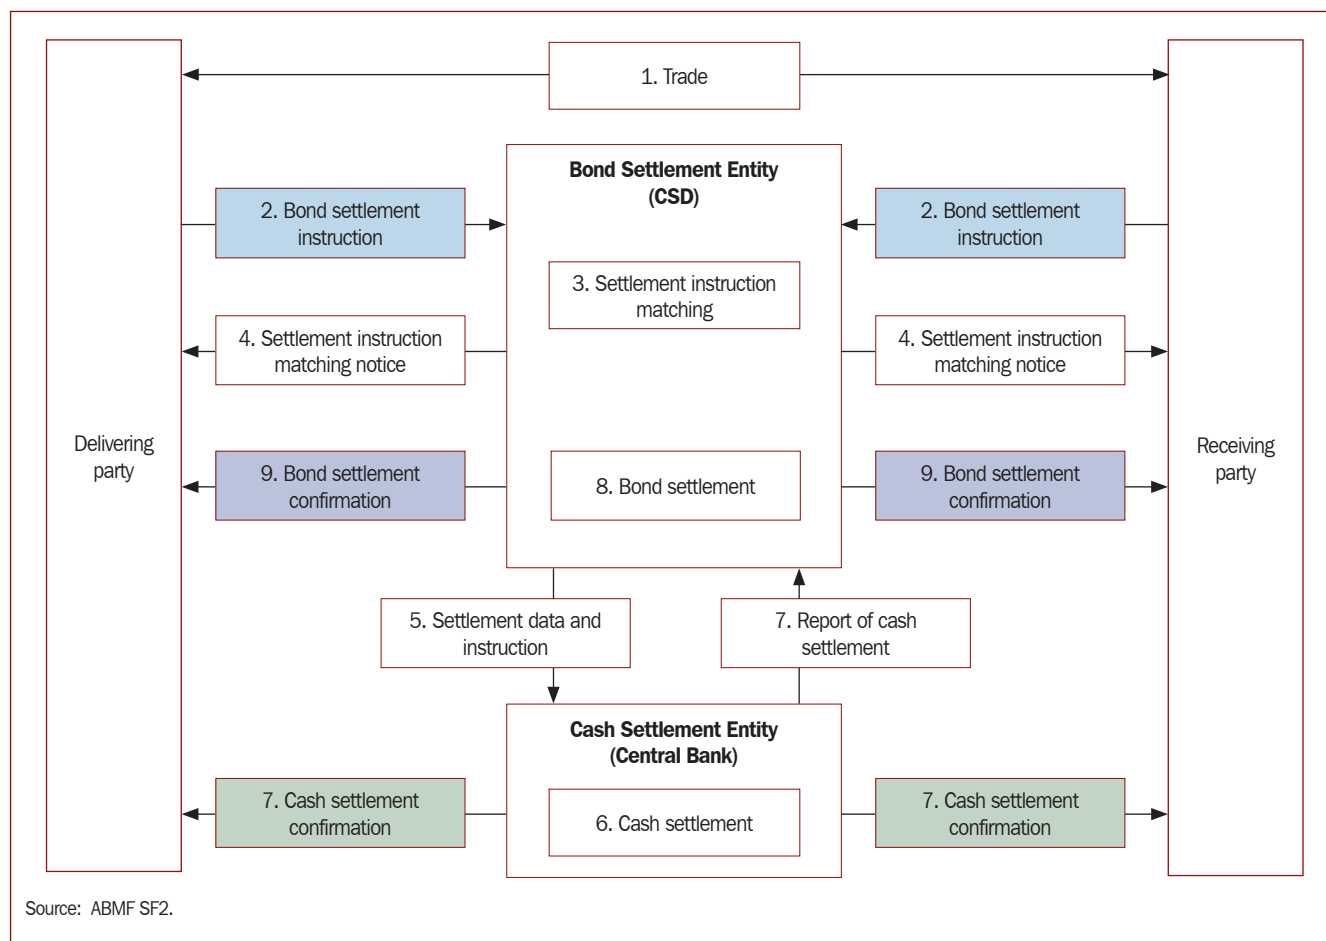 1. Trade
Bond Settlement Entity
(CSD)
2. Bond settlement
instruction
2. Bond settlement
instruction
3. Settlement instruction
matching
4. Settlement instruction
matching notice
4. Settlement instruction
matching notice
Delivering
party
Receiving
party
9. Bond settlement
confirmation
8. Bond settlement
9. Bond settlement
confirmation
5. Settlement data and
instruction
7. Report of cash
settlement
Cash Settlement Entity
(Central Bank)
7. Cash settlement
confirmation
6. Cash settlement
7. Cash settlement
confirmation
Source: ABMF SF2.